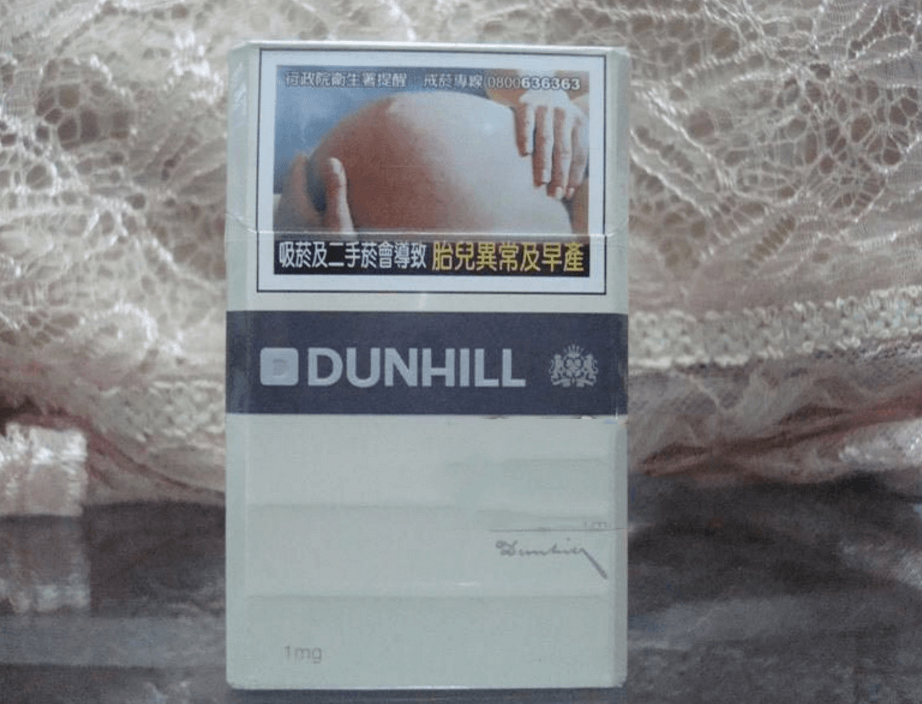 行政院衛生署提醒 戒菸專線0800636363
吸菸及二手菸會導致 胎兒異常及早產
D DUNHILL
Dunhill
1mg